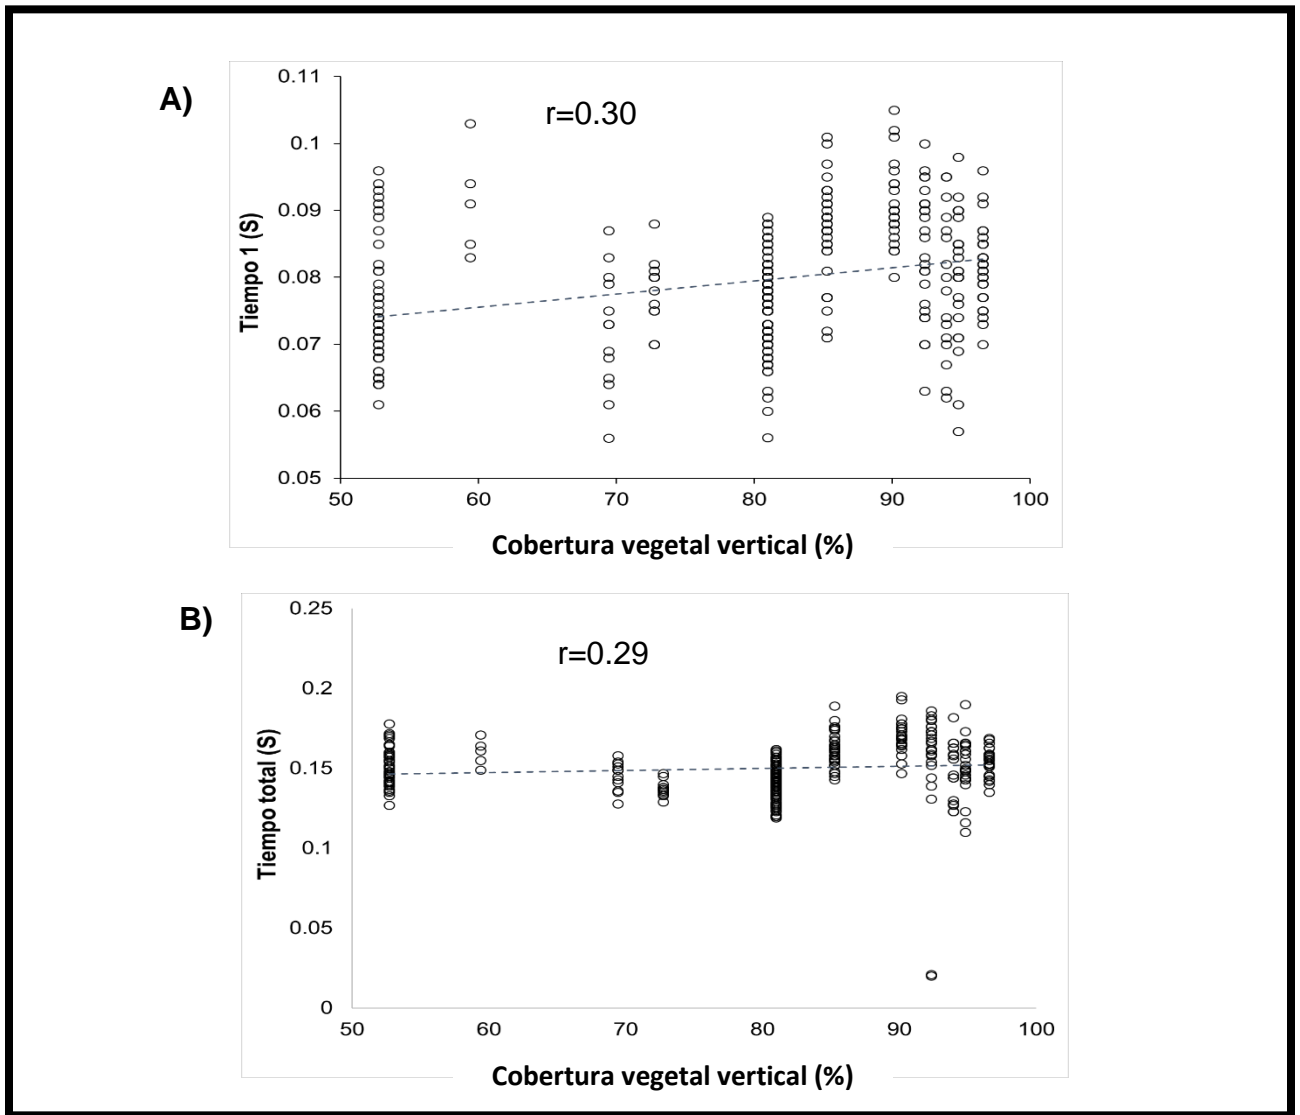 A)
r=0.30
Tiempo 1 (S)
0.11
0.1
0.09
0.08
0.07
0.06
0.05
50 60 70 80 90 100
Cobertura vegetal vertical (%)
B)
r=0.29
Tiempo total (S)
0.25
0.2
0.15
0.1
0.05
0
50 60 70 80 90 100
Cobertura vegetal vertical (%)